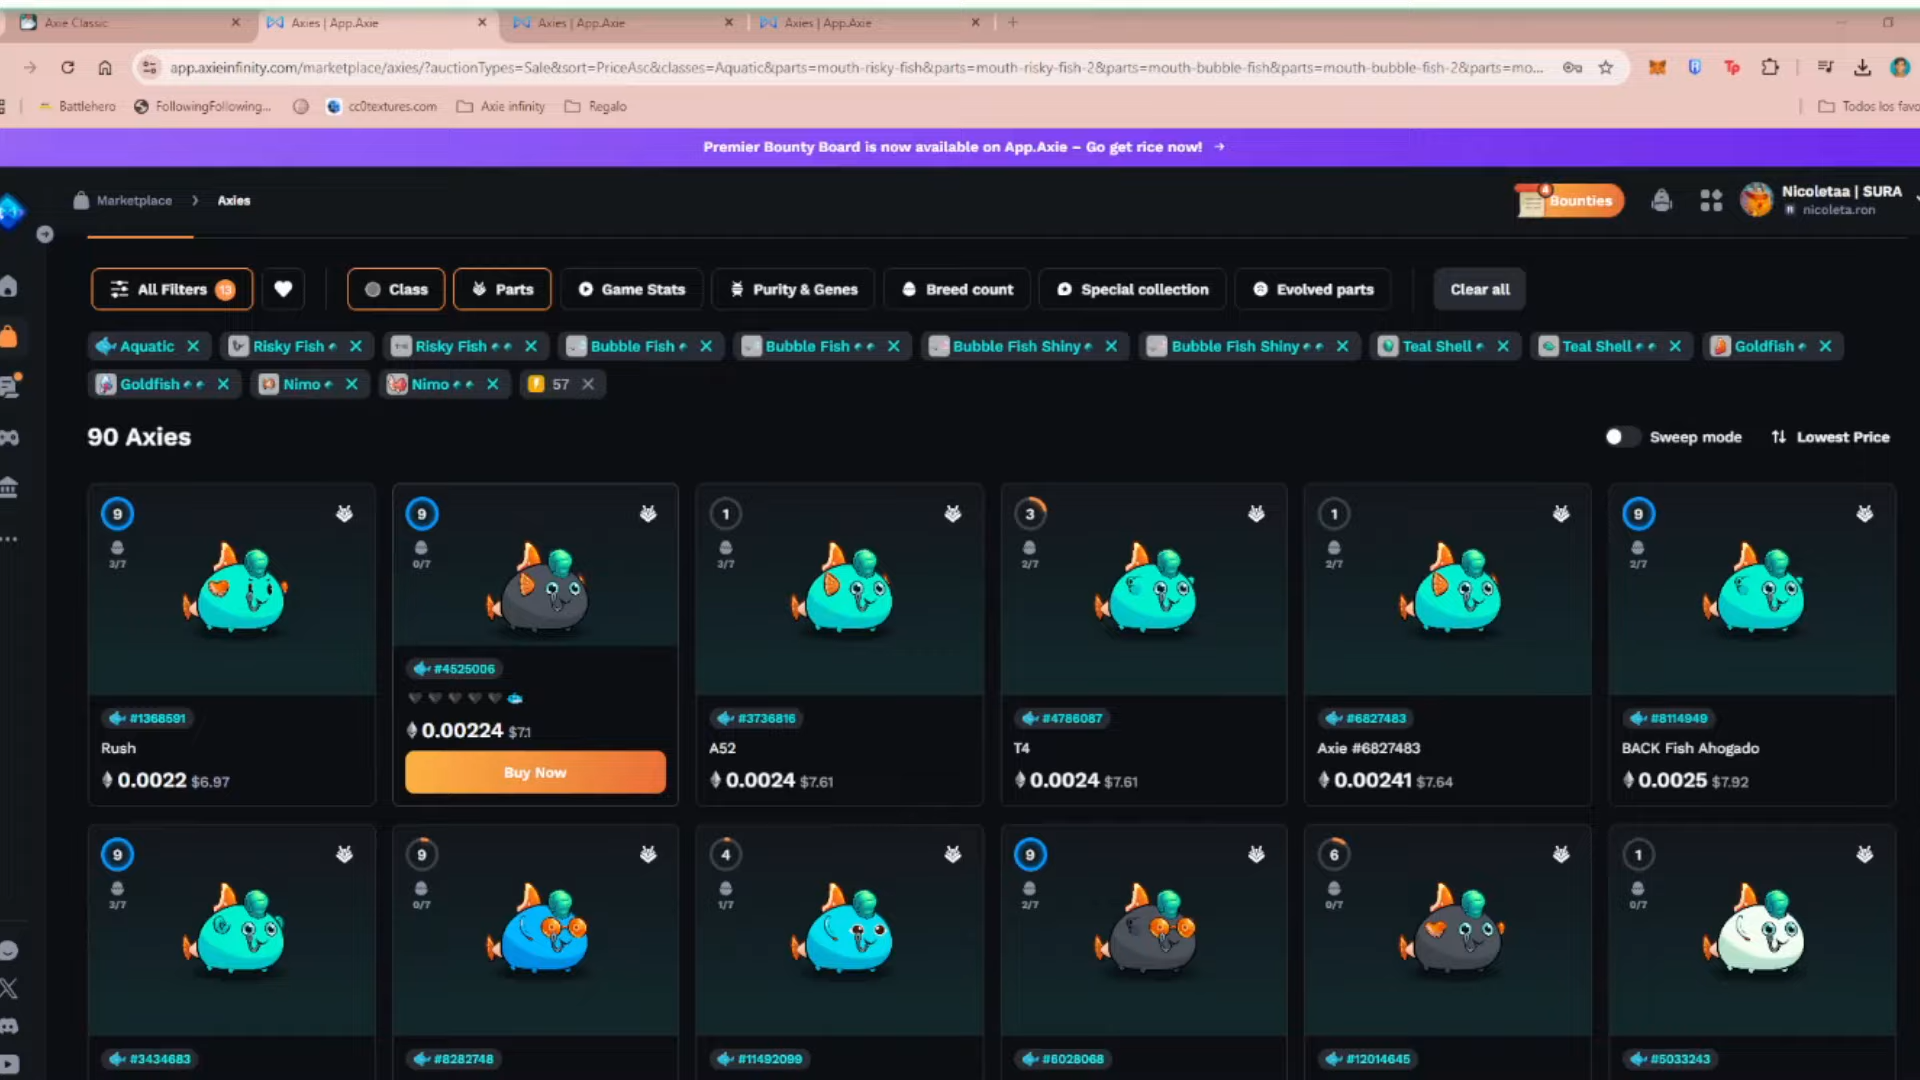 Axie Classic
Axies | App.Axie
Axies | App.Axie
Axies | App.Axie
app.axieinfinity.com/marketplace/axies/?auctionTypes=Sale&sort=PriceAsc&classes=Aquatic&parts=mouth-risky-fish&parts=mouth-risky-fish-2&parts=mouth-bubble-fish&parts=mouth-bubble-fish-2&parts=mo...
Battlehero
FollowingFollowing...
cc0textures.com
Axie infinity
Regalo
Todos los favo
Premier Bounty Board is now available on App.Axie – Go get rice now! →
Marketplace > Axies
4
Bounties
Nicoletaa | SURA
nicoleta.ron
All Filters 13
Class
Parts
Game Stats
Purity & Genes
Breed count
Special collection
Evolved parts
Clear all
Aquatic
Risky Fish
Risky Fish
Bubble Fish
Bubble Fish
Bubble Fish Shiny
Bubble Fish Shiny
Teal Shell
Teal Shell
Goldfish
Goldfish
Nimo
Nimo
57
90 Axies
Sweep mode
Lowest Price
9
3/7
#1368591
Rush
0.0022 $6.97
9
0/7
#4525006
0.00224 $7.1
Buy Now
1
3/7
#3736816
A52
0.0024 $7.61
3
2/7
#4786087
T4
0.0024 $7.61
1
2/7
#6827483
Axie #6827483
0.00241 $7.64
9
2/7
#8114949
BACK Fish Ahogado
0.0025 $7.92
9
3/7
#3434683
9
0/7
#8282748
4
1/7
#11492099
9
2/7
#6028068
6
0/7
#12014645
1
0/7
#5033243